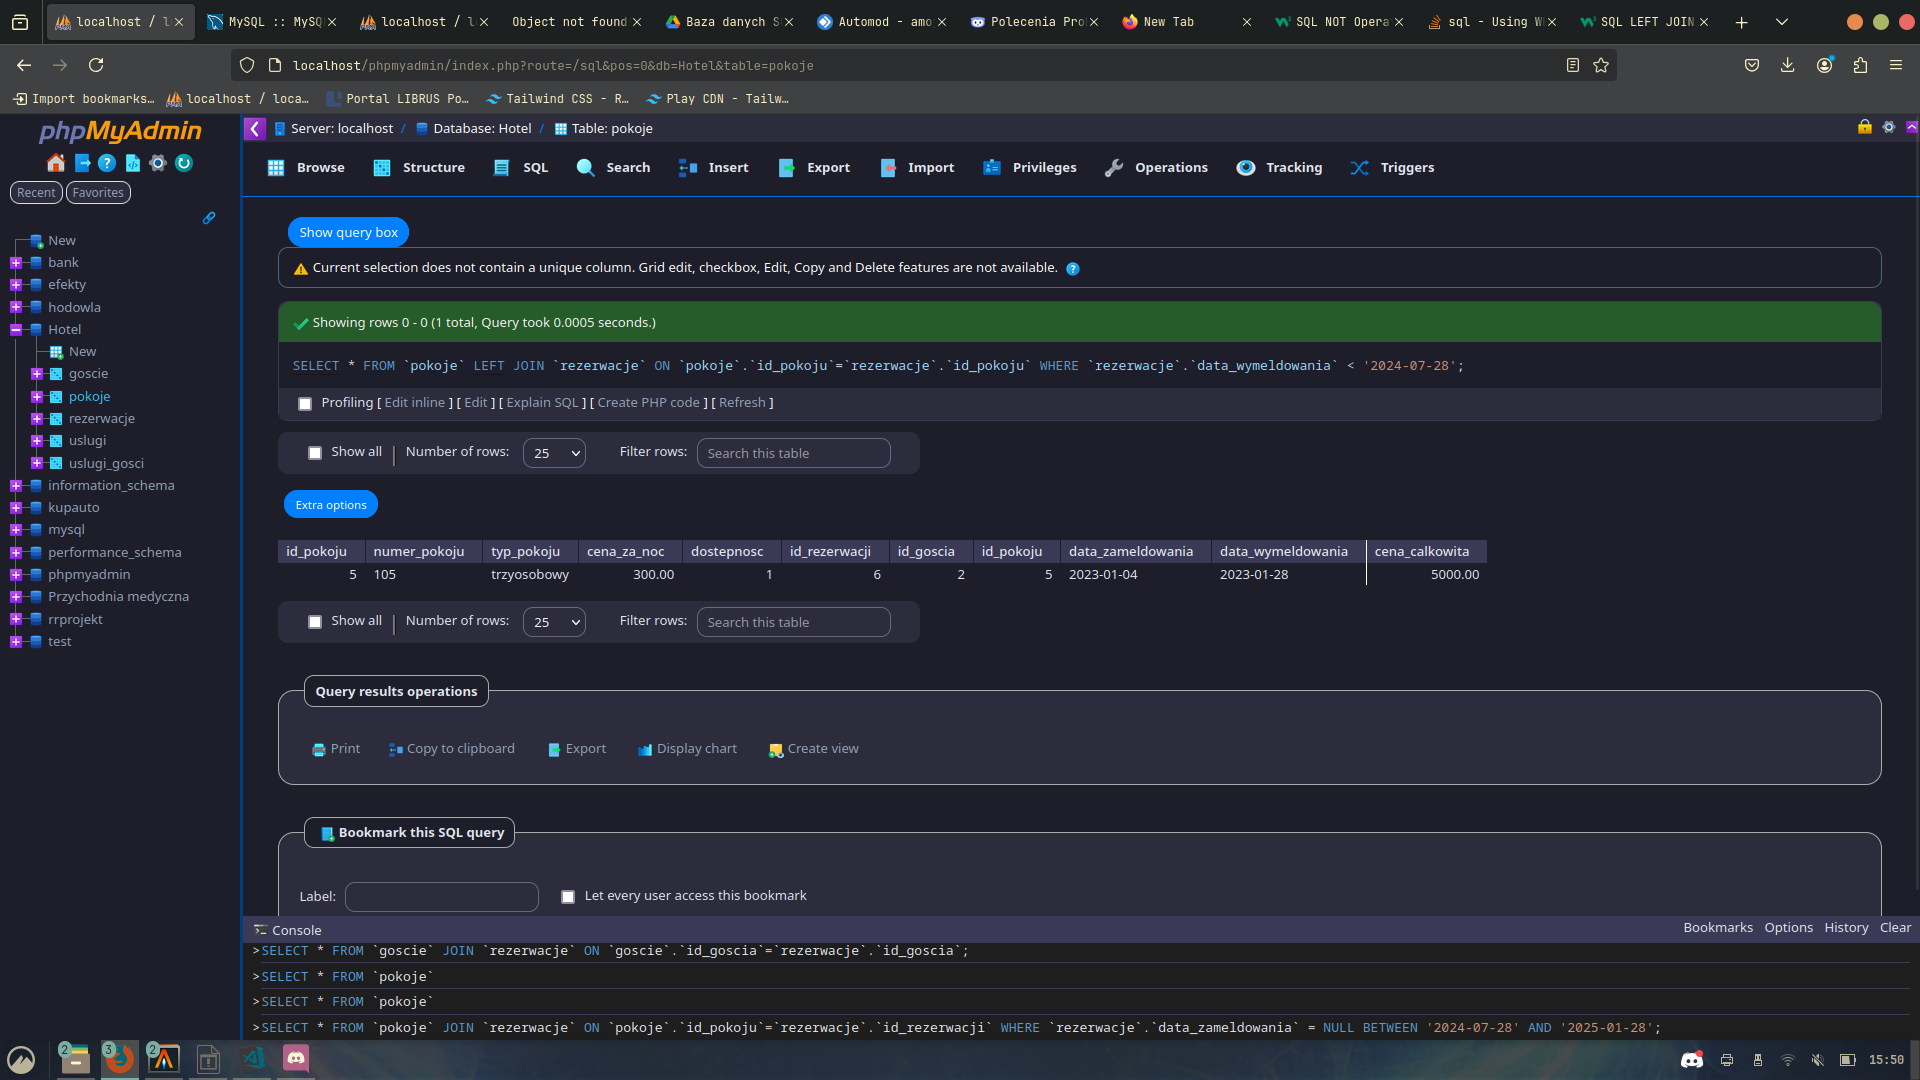 localhost / l
MySQL :: MyS
localhost / l
Object not found
Baza danych S
Automod - amo
Polecenia Pro
New Tab
SQL NOT Opera
sql - Using W
SQL LEFT JOIN
localhost/phpmyadmin/index.php?route=/sql&pos=0&db=Hotel&table=pokoje
Import bookmarks…
localhost / loca…
Portal LIBRUS Po…
Tailwind CSS - R…
Play CDN - Tailw…
phpMyAdmin
Recent
Favorites
New
bank
efekty
hodowla
Hotel
New
goscie
pokoje
rezerwacje
uslugi
uslugi_gosci
information_schema
kupauto
mysql
performance_schema
phpmyadmin
Przychodnia medyczna
rrprojekt
test
Server: localhost / Database: Hotel / Table: pokoje
Browse Structure SQL Search Insert Export Import Privileges Operations Tracking Triggers
Show query box
Current selection does not contain a unique column. Grid edit, checkbox, Edit, Copy and Delete features are not available.
Showing rows 0 - 0 (1 total, Query took 0.0005 seconds.)
SELECT * FROM `pokoje` LEFT JOIN `rezerwacje` ON `pokoje`.`id_pokoju`=`rezerwacje`.`id_pokoju` WHERE `rezerwacje`.`data_wymeldowania` < '2024-07-28';
Profiling [ Edit inline ] [ Edit ] [ Explain SQL ] [ Create PHP code ] [ Refresh ]
Show all | Number of rows: 25 Filter rows: Search this table
Extra options
id_pokoju numer_pokoju typ_pokoju cena_za_noc dostepnosc id_rezerwacji id_goscia id_pokoju data_zameldowania data_wymeldowania cena_calkowita
5 105 trzyosobowy 300.00 1 6 2 5 2023-01-04 2023-01-28 5000.00
Show all | Number of rows: 25 Filter rows: Search this table
Query results operations
Print Copy to clipboard Export Display chart Create view
Bookmark this SQL query
Label: Let every user access this bookmark
Console Bookmarks Options History Clear
>SELECT * FROM `goscie` JOIN `rezerwacje` ON `goscie`.`id_goscia`=`rezerwacje`.`id_goscia`;
>SELECT * FROM `pokoje`
>SELECT * FROM `pokoje`
>SELECT * FROM `pokoje` JOIN `rezerwacje` ON `pokoje`.`id_pokoju`=`rezerwacje`.`id_rezerwacji` WHERE `rezerwacje`.`data_zameldowania` = NULL BETWEEN '2024-07-28' AND '2025-01-28';
2
3
2
15:50